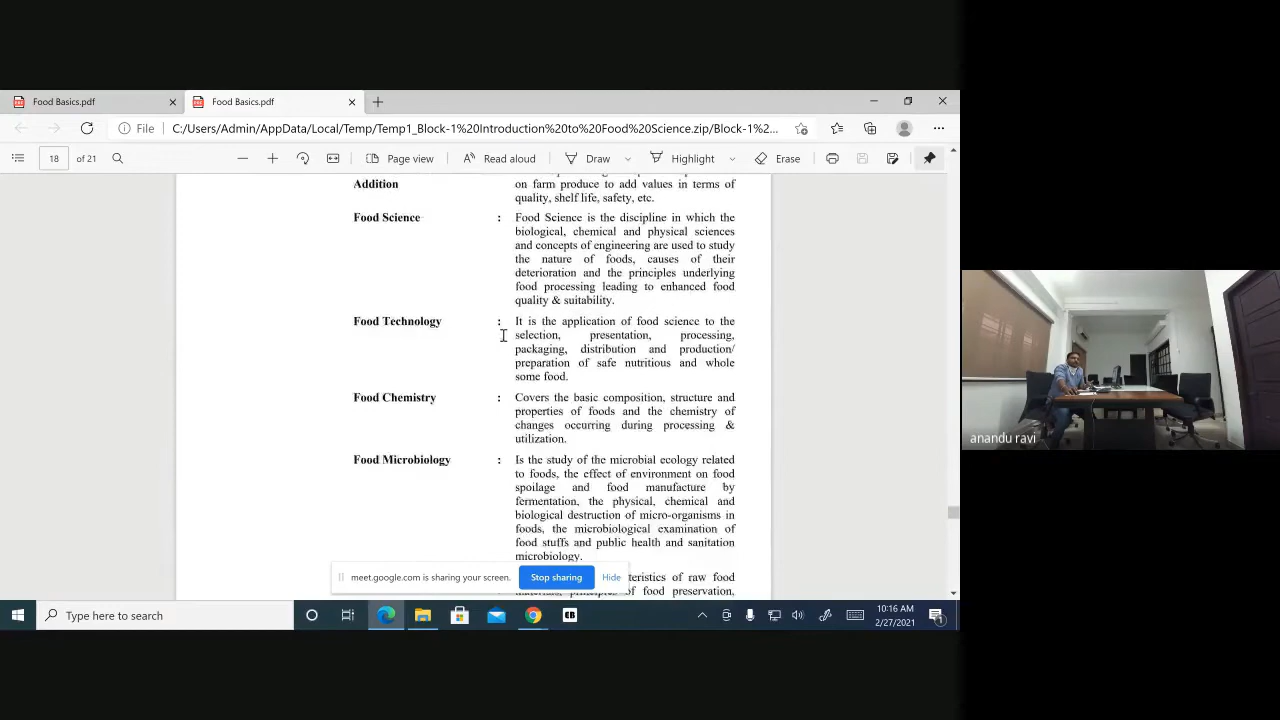 Food Basics.pdf
Food Basics.pdf
File
C:/Users/Admin/AppData/Local/Temp/Temp1_Block-1%20Introduction%20to%20Food%20Science.zip/Block-1%2...
18 of 21
Page view
Read aloud
Draw
Highlight
Erase
Addition
on farm produce to add values in terms of
quality, shelf life, safety, etc.
Food Science : Food Science is the discipline in which the
biological, chemical and physical sciences
and concepts of engineering are used to study
the nature of foods, causes of their
deterioration and the principles underlying
food processing leading to enhanced food
quality & suitability.
Food Technology : It is the application of food science to the
selection, presentation, processing,
packaging, distribution and production/
preparation of safe nutritious and whole
some food.
Food Chemistry : Covers the basic composition, structure and
properties of foods and the chemistry of
changes occurring during processing &
utilization.
Food Microbiology : Is the study of the microbial ecology related
to foods, the effect of environment on food
spoilage and food manufacture by
fermentation, the physical, chemical and
biological destruction of micro-organisms in
foods, the microbiological examination of
food stuffs and public health and sanitation
microbiology.
meet.google.com is sharing your screen.
Stop sharing
Hide
of raw food
of food preservation,
Type here to search
10:16 AM
2/27/2021
anandu ravi